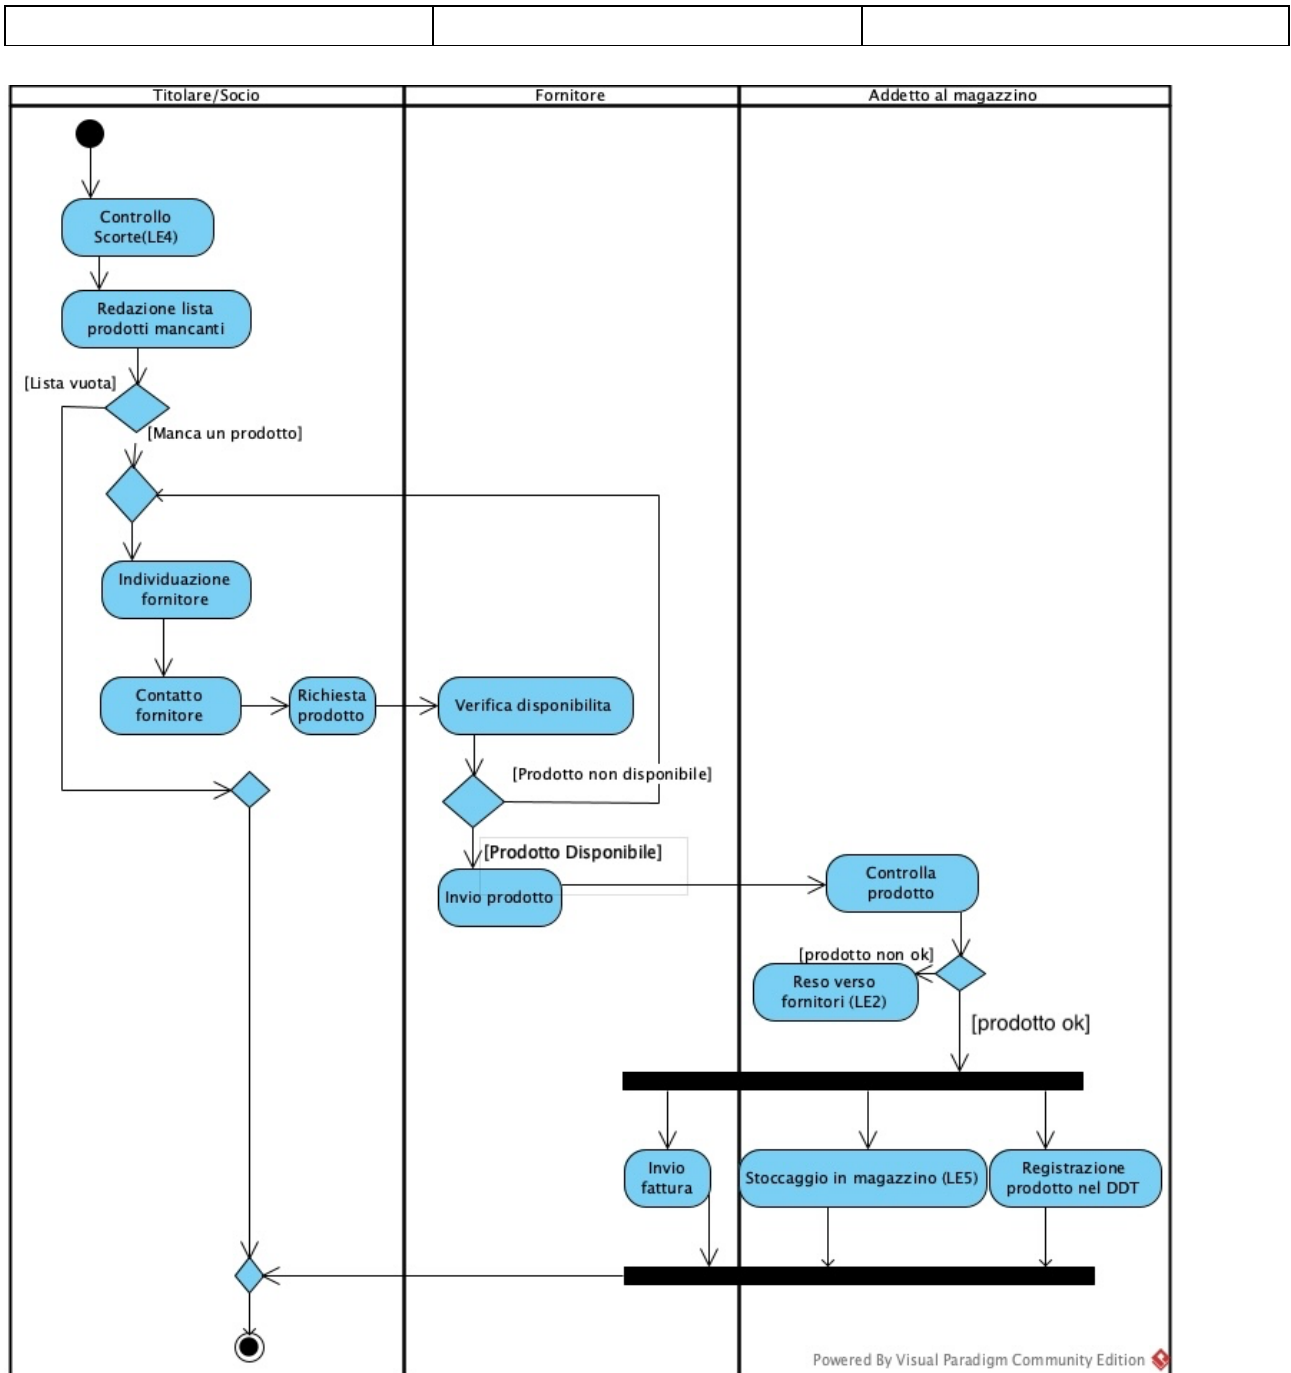 Titolare/Socio
Fornitore
Addetto al magazzino
Controllo
Scorte(LE4)
Redazione lista
prodotti mancanti
[Lista vuota]
[Manca un prodotto]
Individuazione
fornitore
Contatto
fornitore
Richiesta
prodotto
Verifica disponibilita
[Prodotto non disponibile]
[Prodotto Disponibile]
Invio prodotto
Controlla
prodotto
[prodotto non ok]
Reso verso
fornitori (LE2)
[prodotto ok]
Invio
fattura
Stoccaggio in magazzino (LE5)
Registrazione
prodotto nel DDT
Powered By Visual Paradigm Community Edition